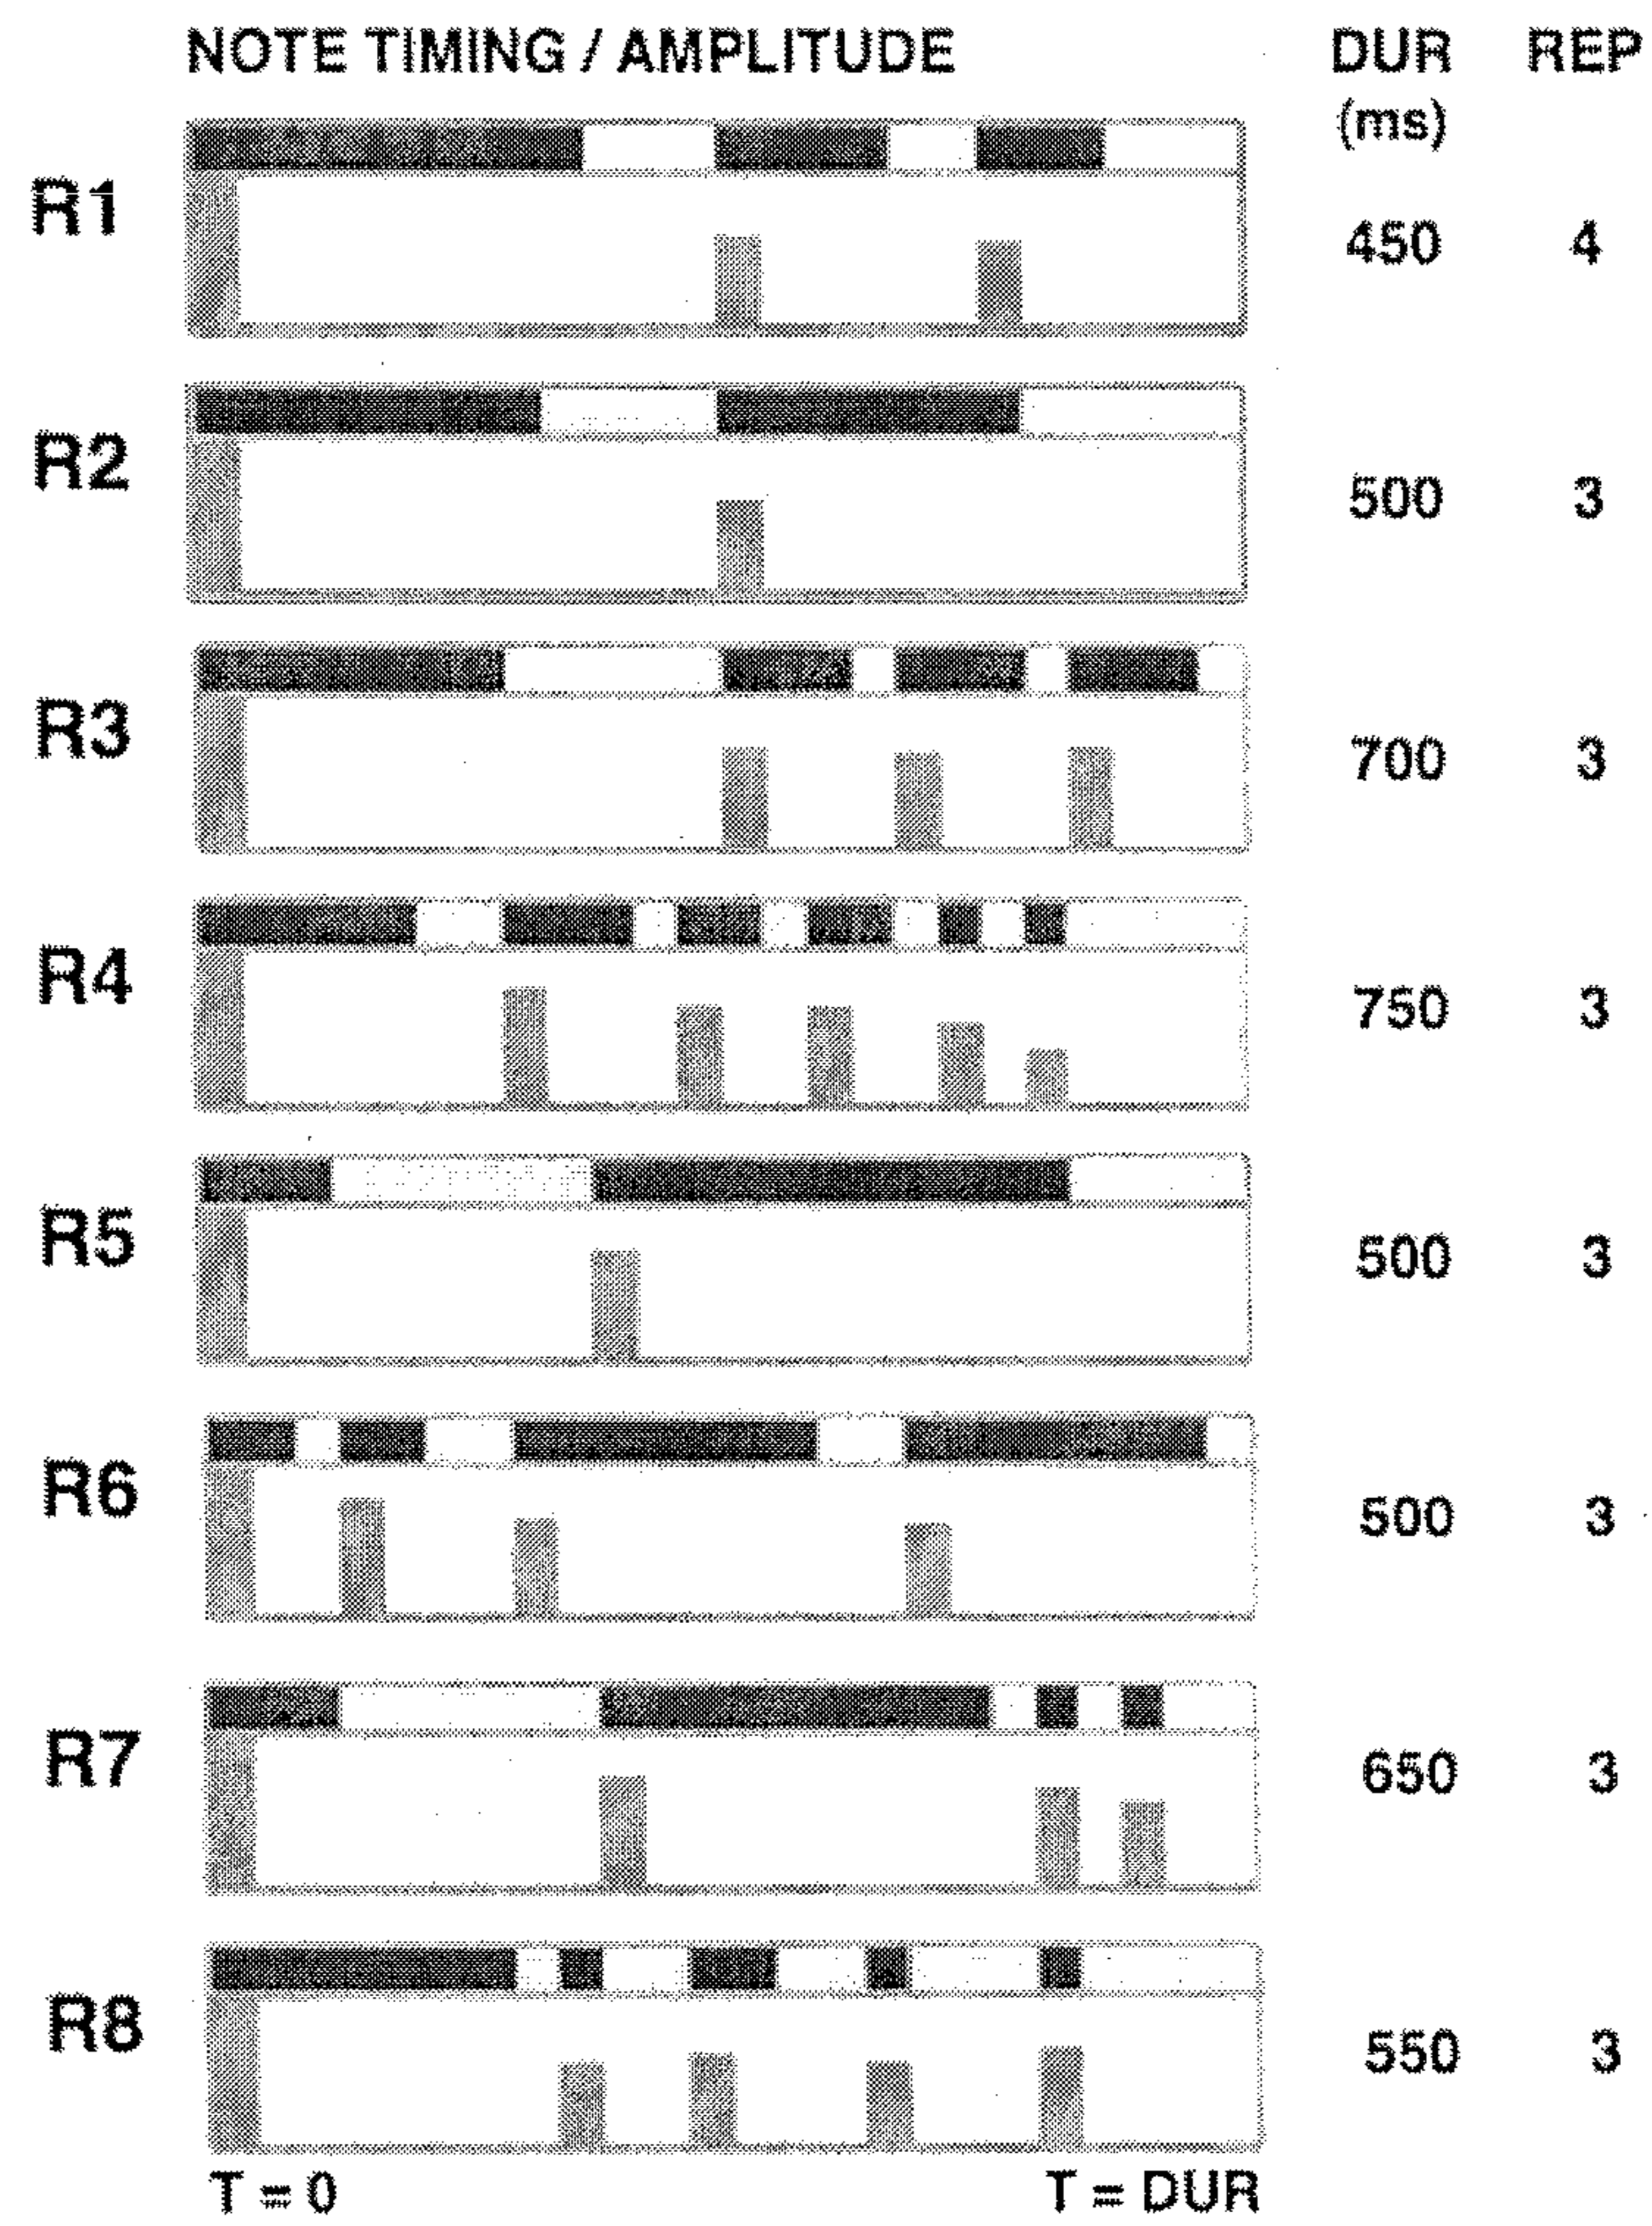 NOTE TIMING / AMPLITUDE DUR REP
(ms)
R1 450 4
R2 500 3
R3 700 3
R4 750 3
R5 500 3
R6 500 3
R7 650 3
R8 550 3
T = 0 T = DUR